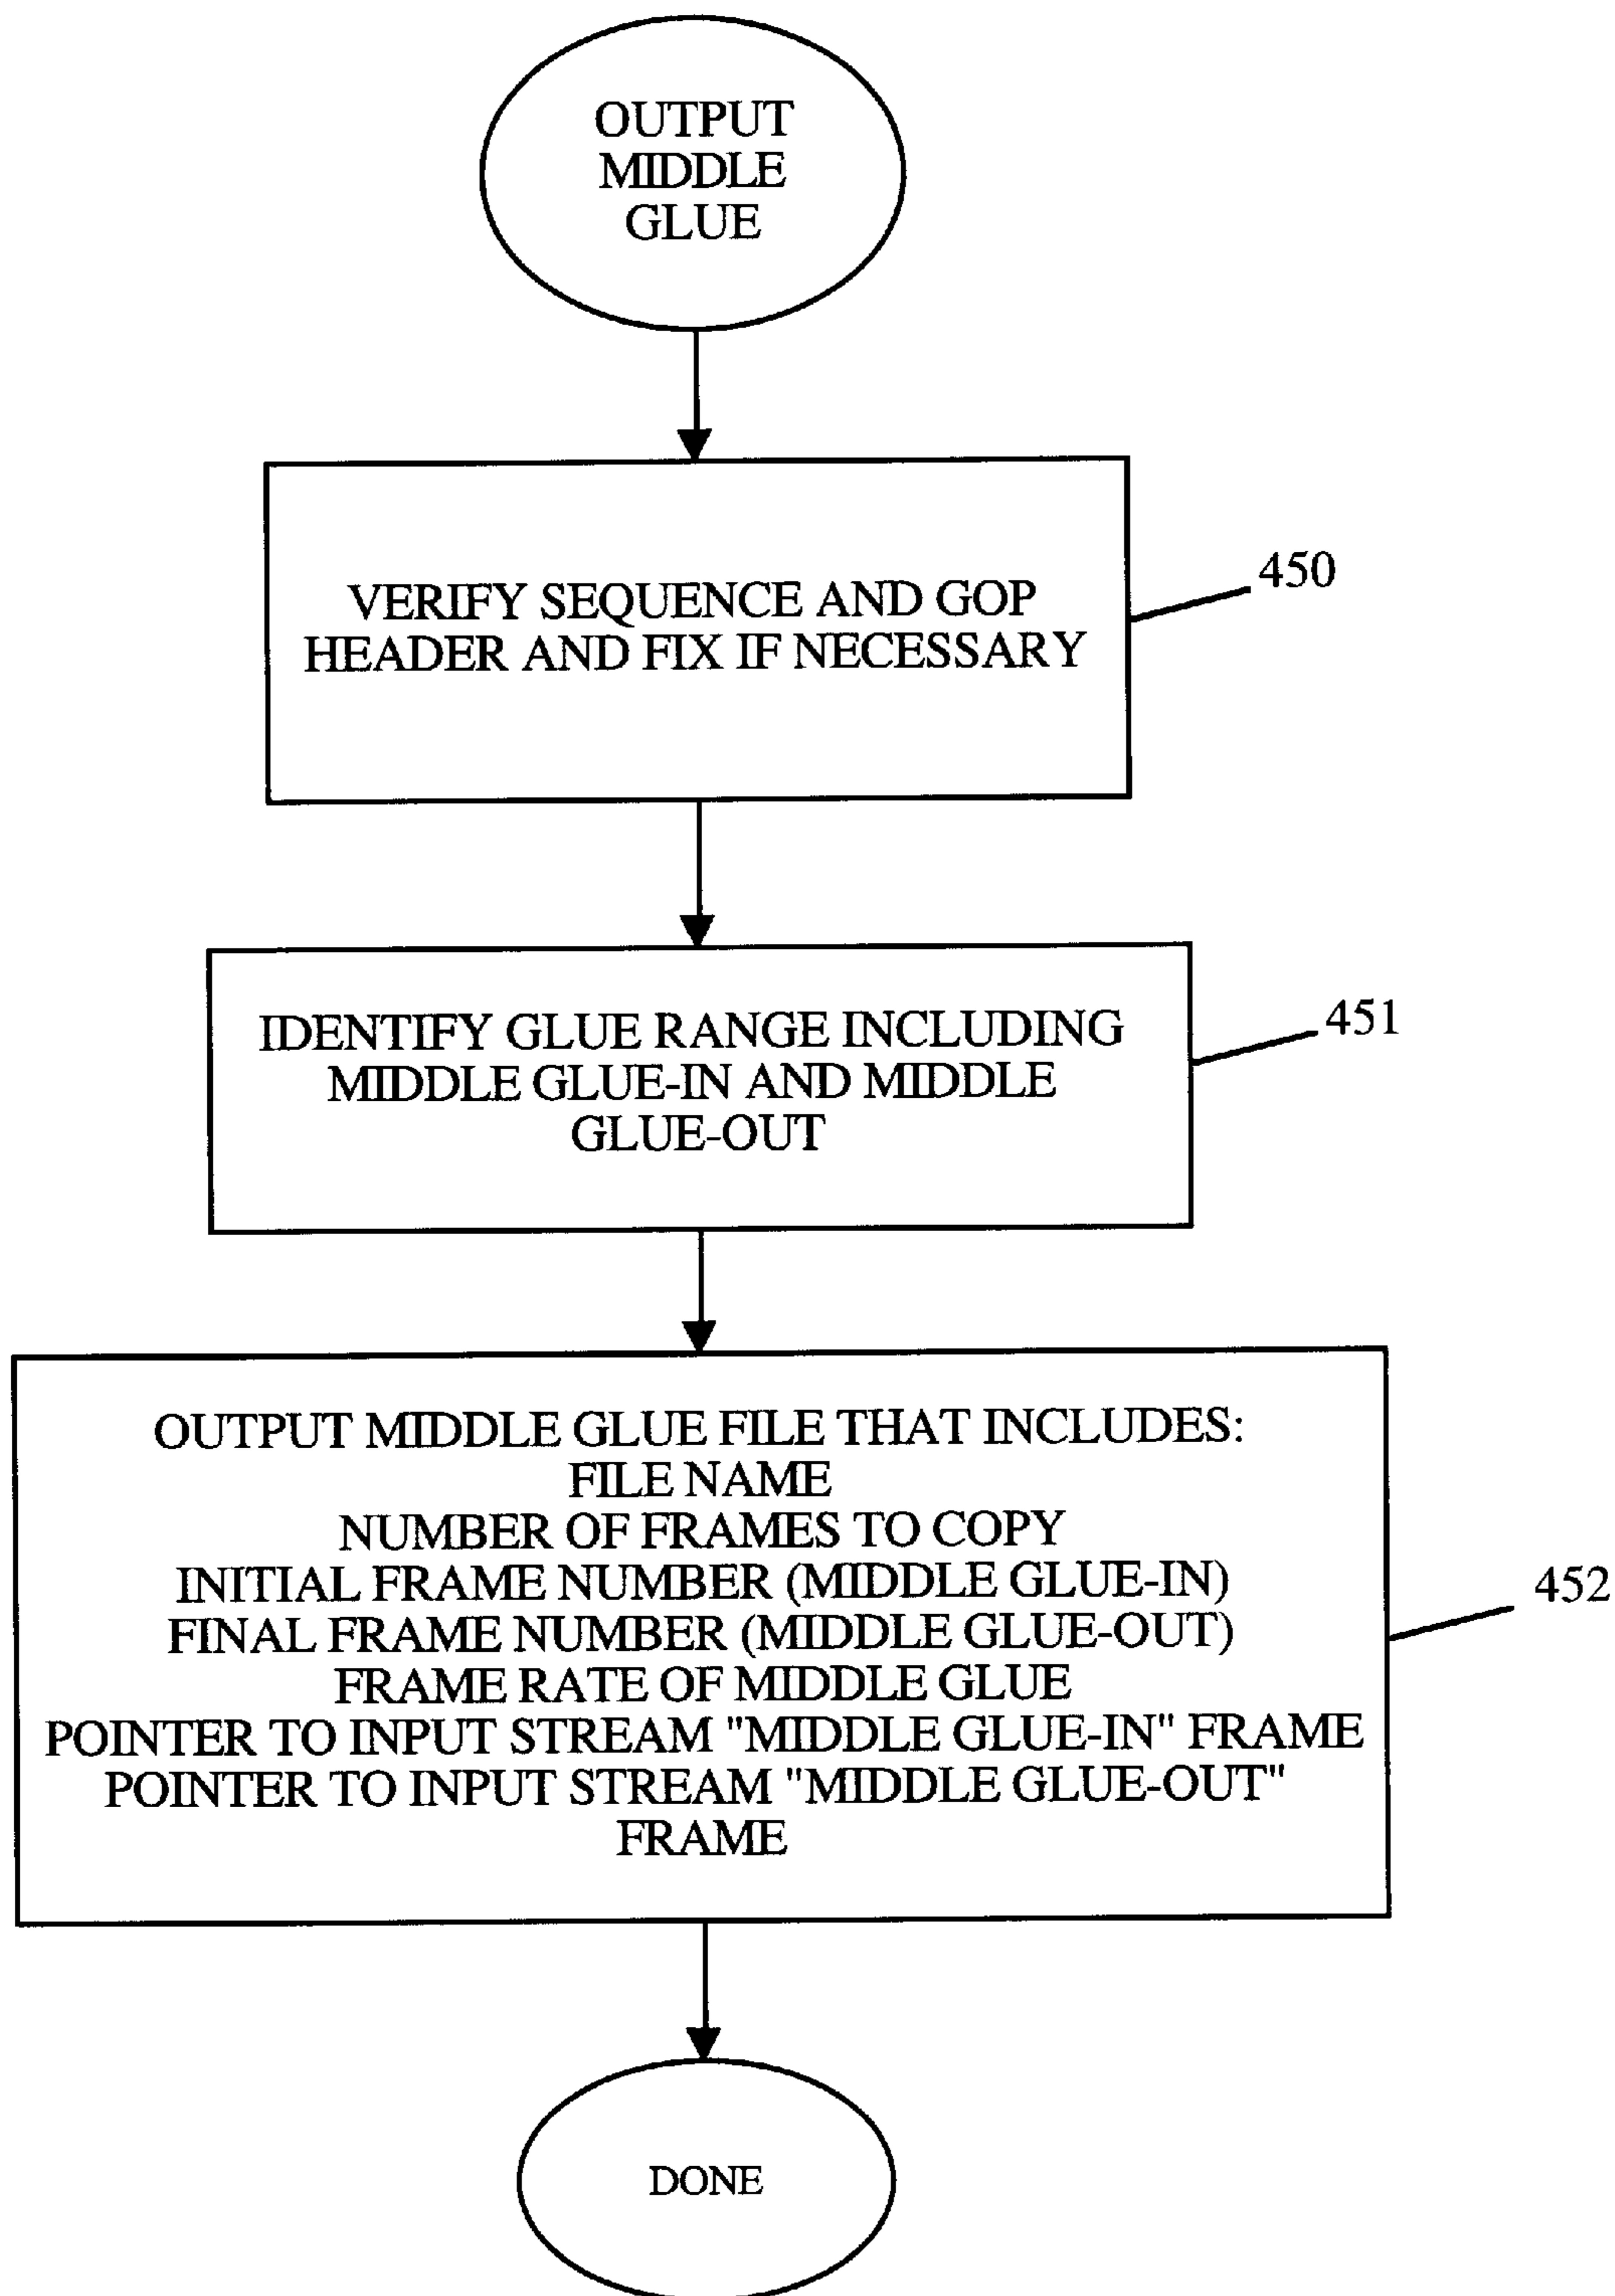 OUTPUT
MIDDLE
GLUE
VERIFY SEQUENCE AND GOP
HEADER AND FIX IF NECESSARY
450
IDENTIFY GLUE RANGE INCLUDING
MIDDLE GLUE-IN AND MIDDLE
GLUE-OUT
451
OUTPUT MIDDLE GLUE FILE THAT INCLUDES:
FILE NAME
NUMBER OF FRAMES TO COPY
INITIAL FRAME NUMBER (MIDDLE GLUE-IN)
FINAL FRAME NUMBER (MIDDLE GLUE-OUT)
FRAME RATE OF MIDDLE GLUE
POINTER TO INPUT STREAM "MIDDLE GLUE-IN" FRAME
POINTER TO INPUT STREAM "MIDDLE GLUE-OUT"
FRAME
452
DONE